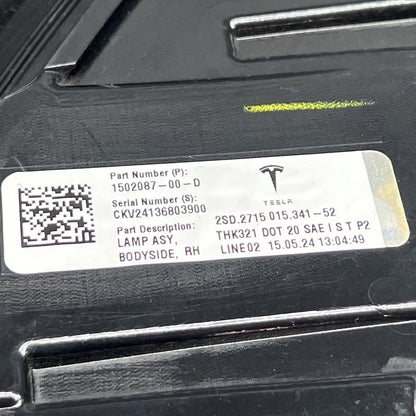 Part Number (P):
1502087-00-D
Serial Number (S):
CKV24136803900
Part Description:
LAMP ASY,
BODYSIDE, RH
TESLA
2SD.2715 015.341-52
THK321 DOT 20 SAE I S T P2
LINE02 15.05.24 13:04:49